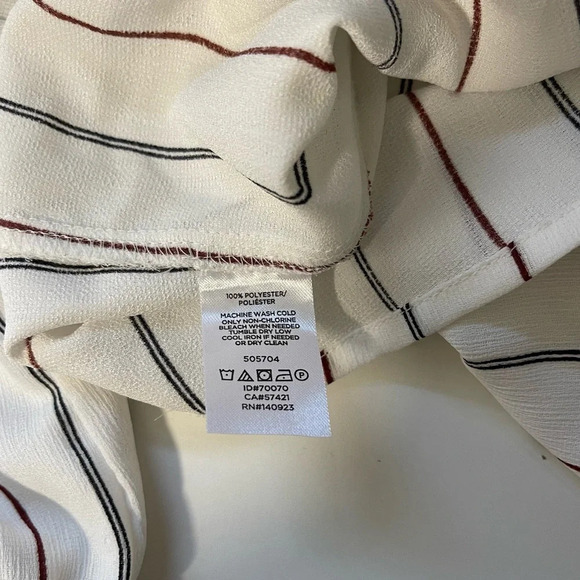 100% POLYESTER/
POLIÉSTER
MACHINE WASH COLD
ONLY NON-CHLORINE
BLEACH WHEN NEEDED
TUMBLE DRY LOW
COOL IRON IF NEEDED
OR DRY CLEAN
505704
ID#70070
CA#57421
RN#140923